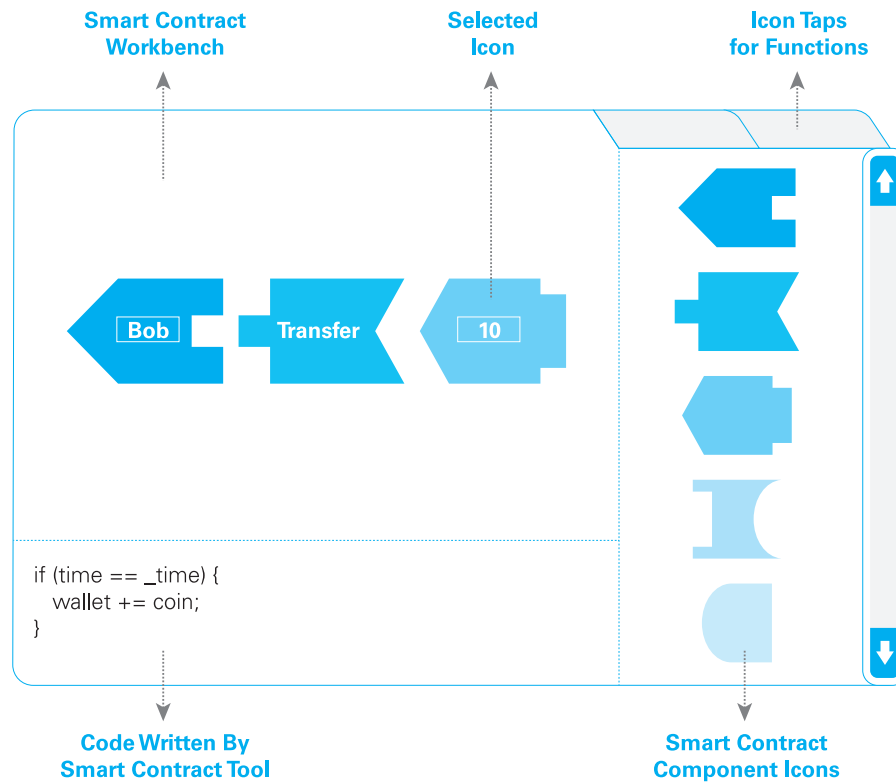 Smart Contract
Workbench
Selected
Icon
Icon Taps
for Functions
Bob
Transfer
10
if (time == _time) {
wallet += coin;
}
Code Written By
Smart Contract Tool
Smart Contract
Component Icons